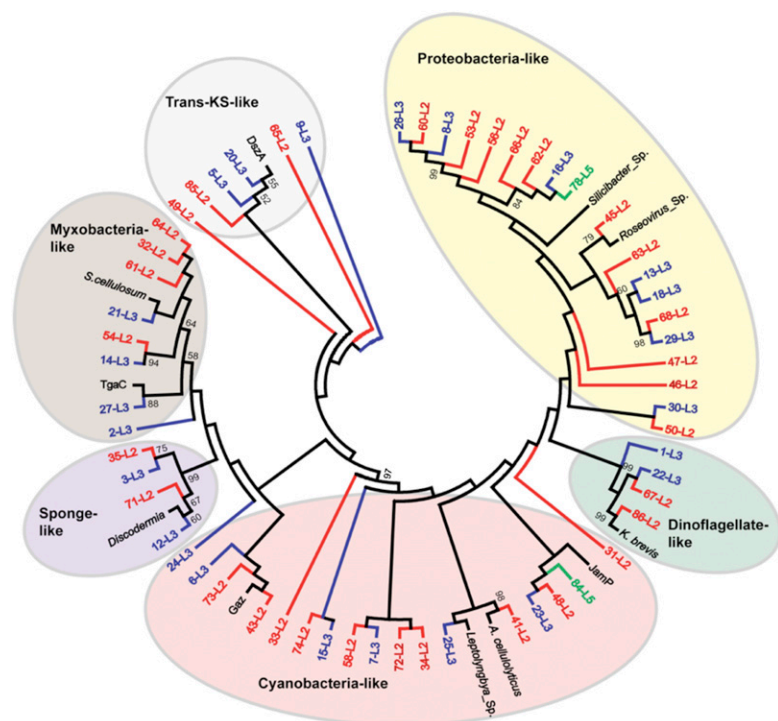 Proteobacteria-like
26-L3
60-L2
8-L3
53-L2
56-L2
66-L2
62-L2
16-L3
78-L5
Silicibacter_Sp.
45-L2
Roseovirus_Sp.
63-L2
13-L3
18-L3
68-L2
29-L3
47-L2
46-L2
30-L3
50-L2
99
84
79
60
98
Dinoflagellate-
like
1-L3
22-L3
67-L2
86-L2
K. brevis
99
99
31-L2
Cyanobacteria-like
JamP
84-L5
48-L2
23-L3
41-L2
A. cellulolyticus
Leptolyngbya_Sp.
25-L3
34-L2
72-L2
7-L3
58-L2
15-L3
74-L2
33-L2
43-L2
Gaz
73-L2
6-L3
24-L3
98
97
Sponge-
like
12-L3
Discodermia
71-L2
3-L3
35-L2
75
99
67
60
Myxobacteria-
like
2-L3
27-L3
TgaC
14-L3
54-L2
21-L3
S.cellulosum
61-L2
32-L2
64-L2
64
58
94
88
Trans-KS-like
49-L2
85-L2
5-L3
20-L3
DszA
65-L2
9-L3
55
52